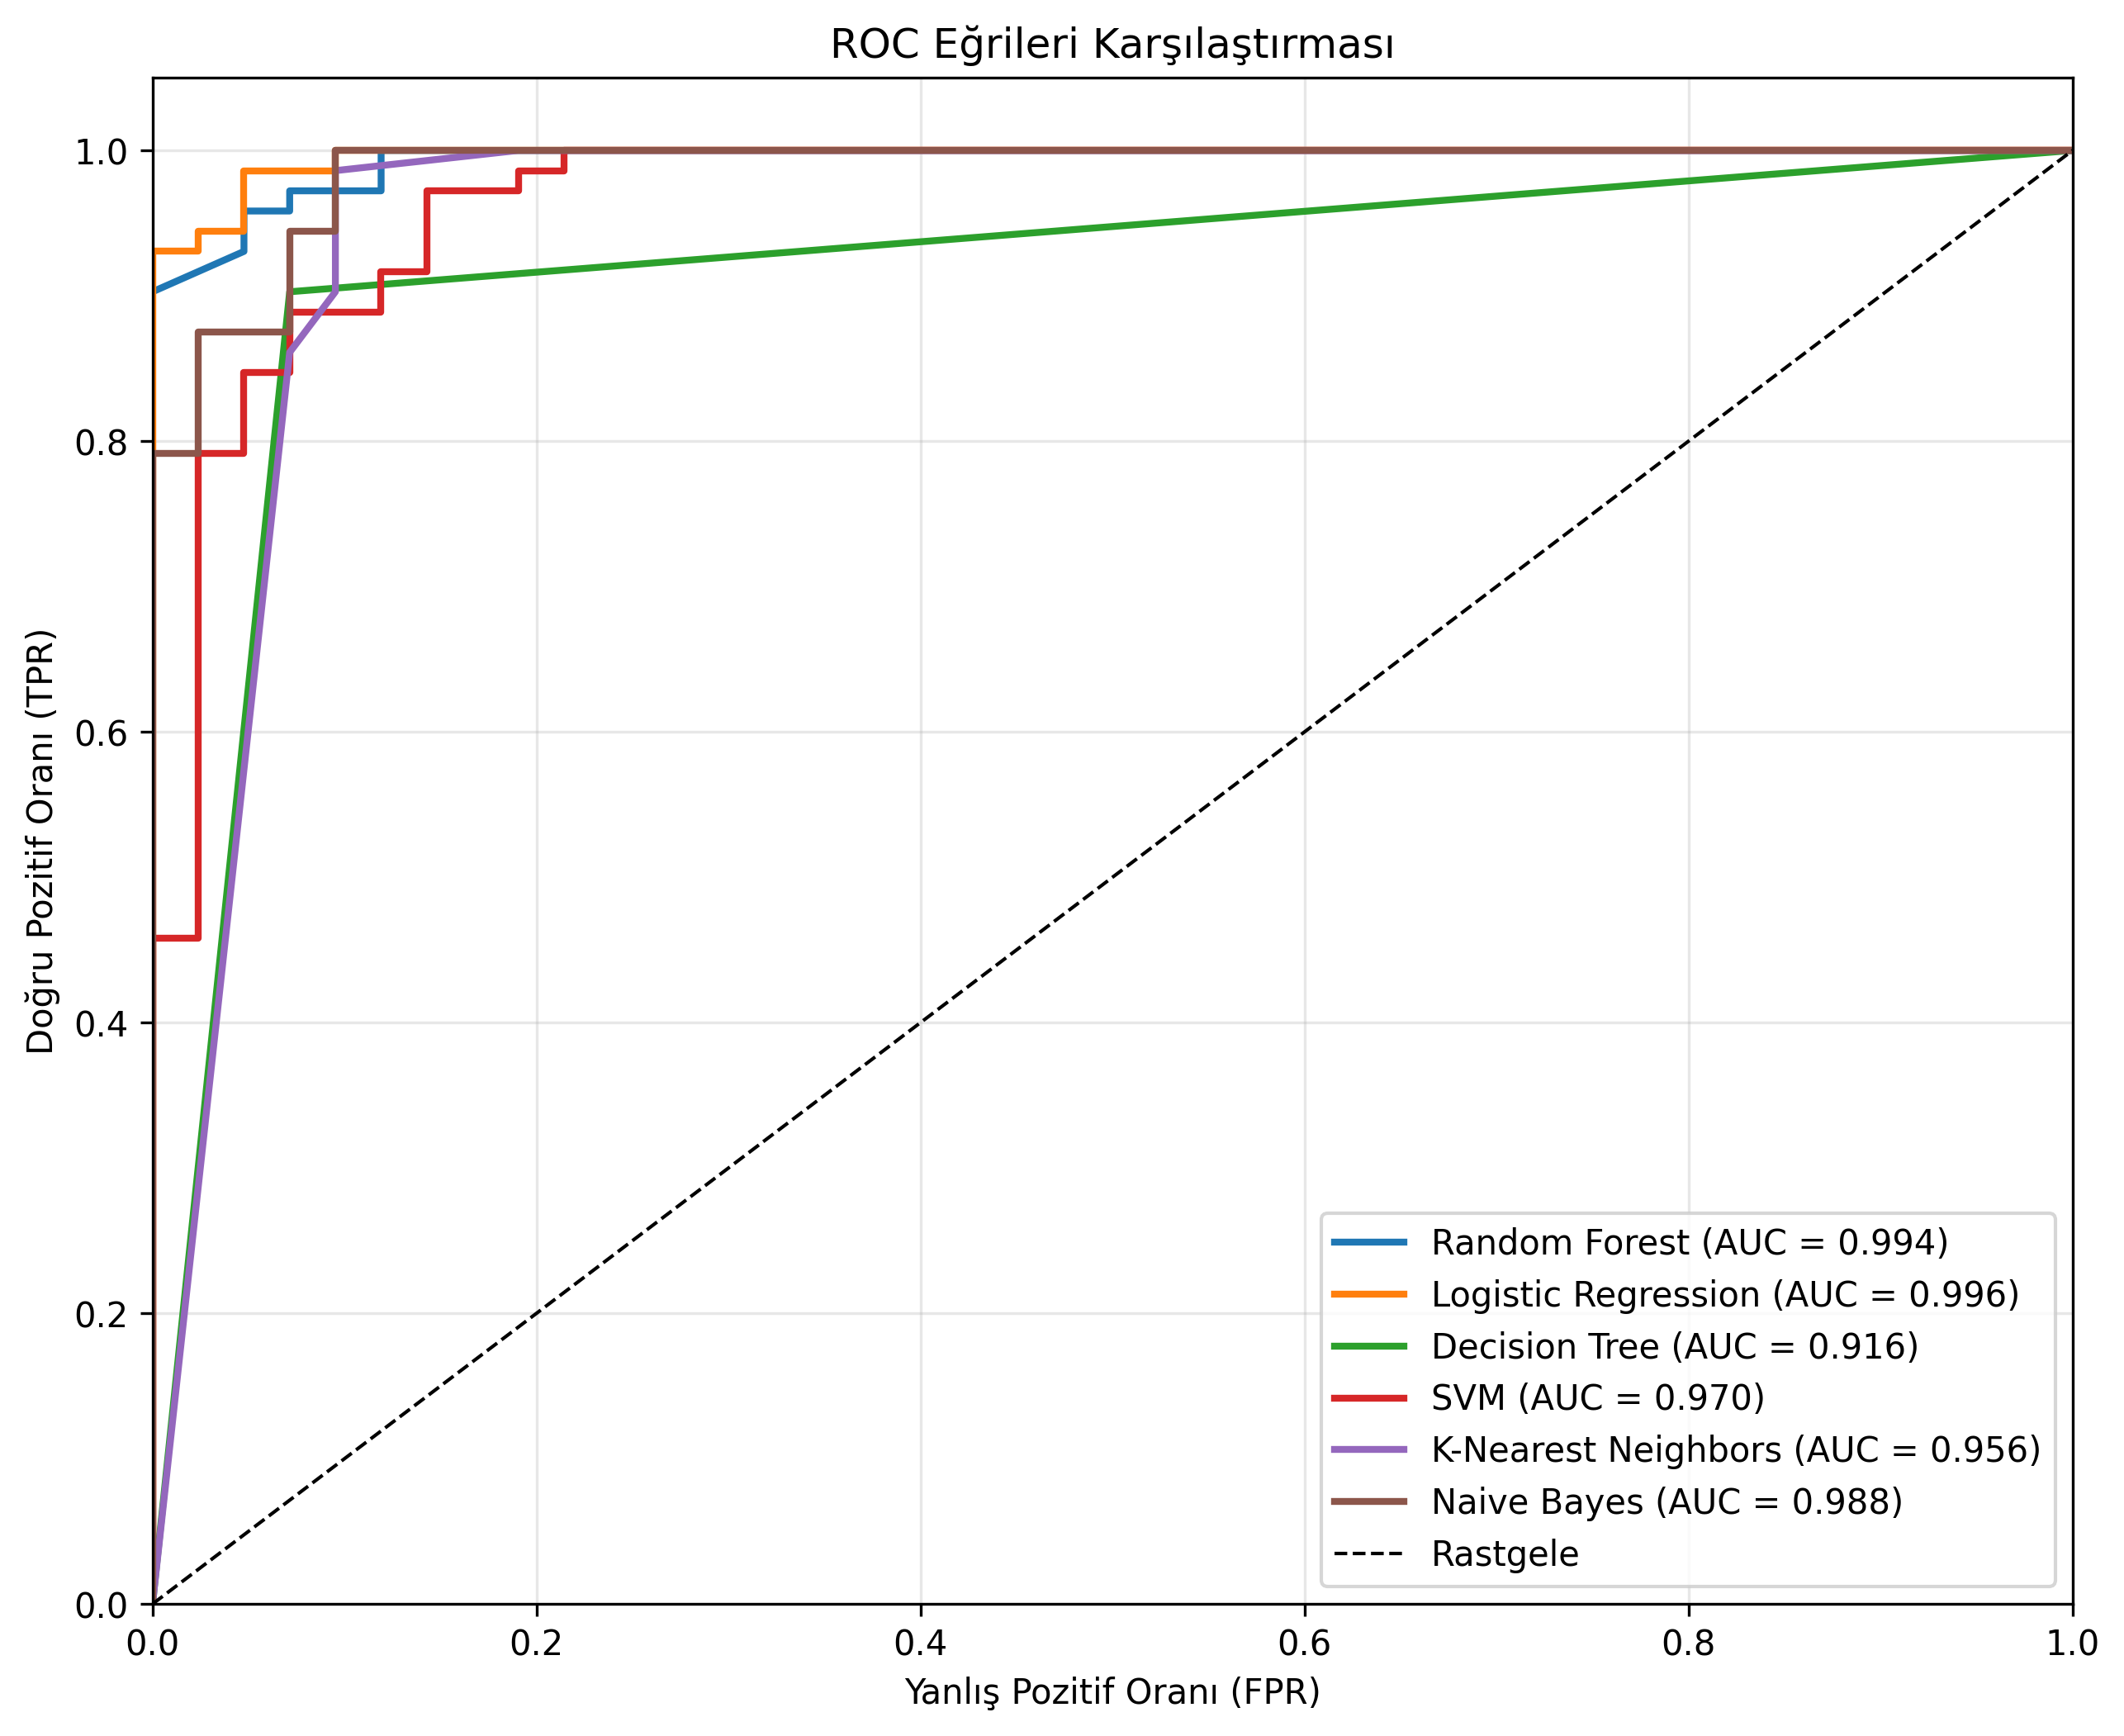 ROC Eğrileri Karşılaştırması
Doğru Pozitif Oranı (TPR)
1.0
0.8
0.6
0.4
0.2
0.0
0.0 0.2 0.4 0.6 0.8 1.0
Yanlış Pozitif Oranı (FPR)
Random Forest (AUC = 0.994)
Logistic Regression (AUC = 0.996)
Decision Tree (AUC = 0.916)
SVM (AUC = 0.970)
K-Nearest Neighbors (AUC = 0.956)
Naive Bayes (AUC = 0.988)
Rastgele